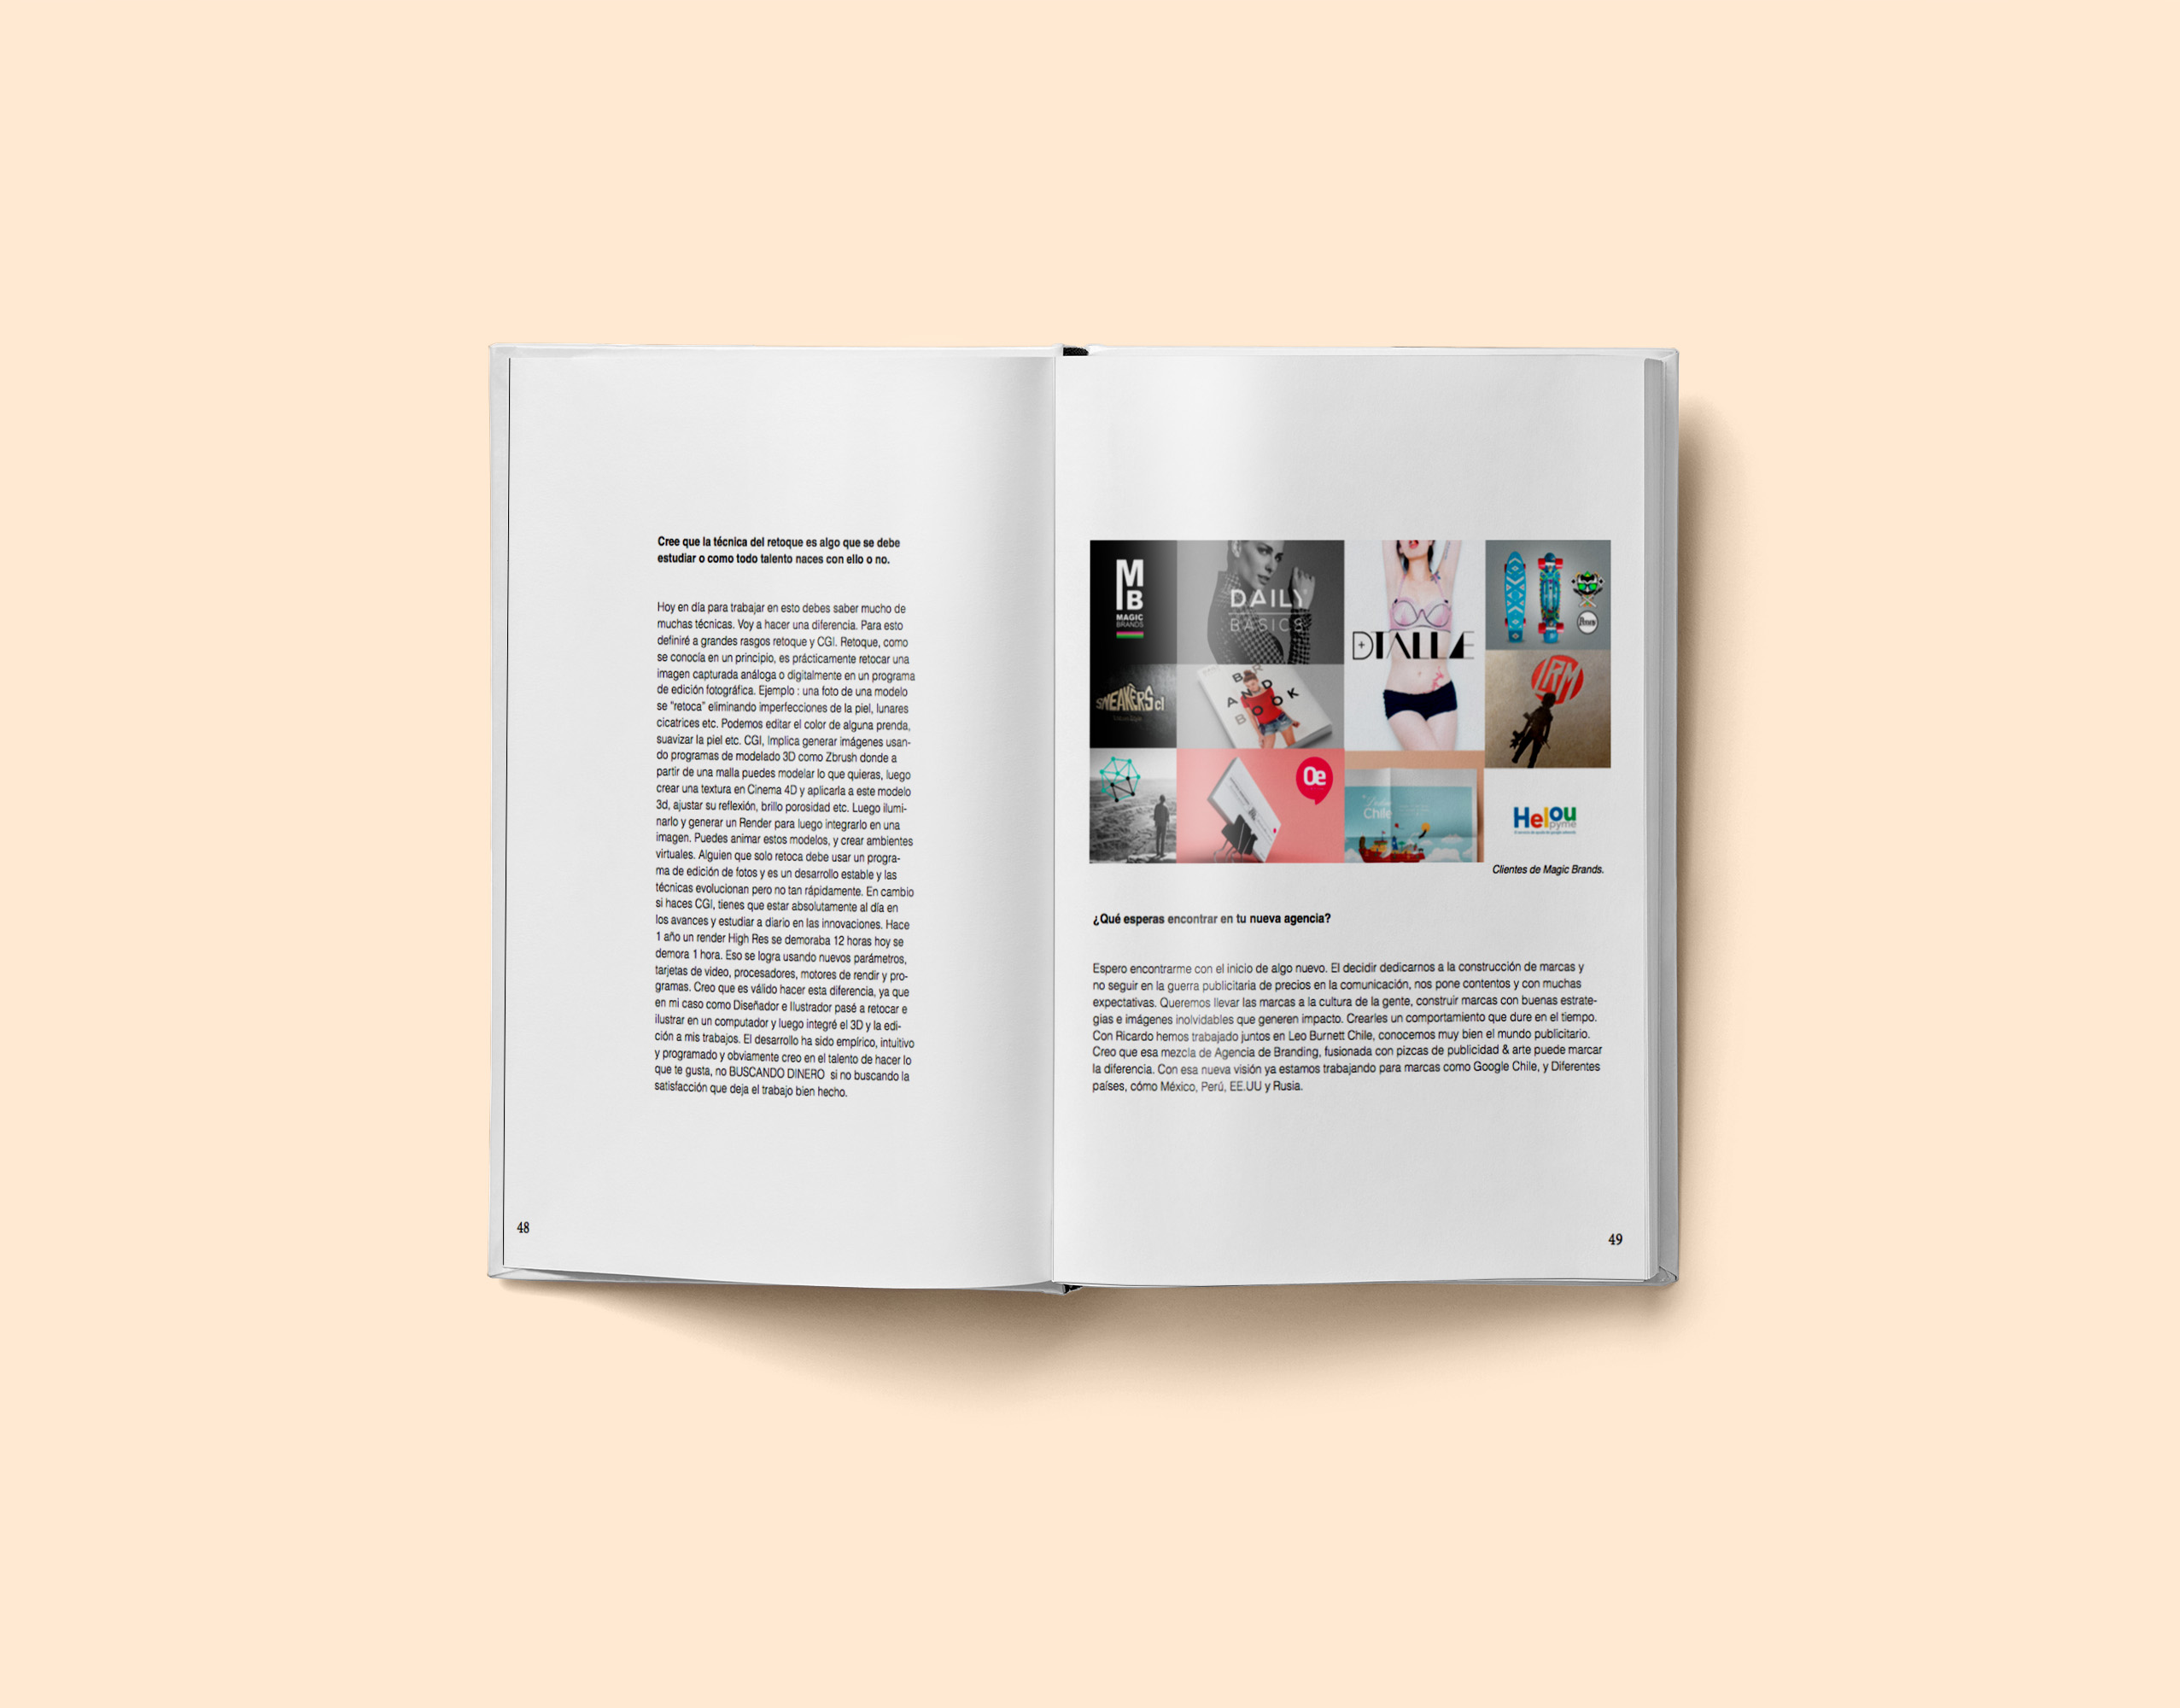 Cree que la técnica del retoque es algo que se debe
estudiar o como todo talento naces con ello o no.
Hoy en día para trabajar en esto debes saber mucho de
muchas técnicas. Voy a hacer una diferencia. Para esto
definiré a grandes rasgos retoque y CGI. Retoque, como
se conocía en un principio, es prácticamente retocar una
imagen capturada análoga o digitalmente en un programa
de edición fotográfica. Ejemplo : una foto de una modelo
se "retoca" eliminando imperfecciones de la piel, lunares
cicatrices etc. Podemos editar el color de alguna prenda,
suavizar la piel etc. CGI, Implica generar imágenes usan-
do programas de modelado 3D como Zbrush donde a
partir de una malla puedes modelar lo que quieras, luego
crear una textura en Cinema 4D y aplicarla a este modelo
3d, ajustar su reflexión, brillo porosidad etc. Luego ilumi-
narlo y generar un Render para luego integrarlo en una
imagen. Puedes animar estos modelos, y crear ambientes
virtuales. Alguien que solo retoca debe usar un progra-
ma de edición de fotos y es un desarrollo estable y las
técnicas evolucionan pero no tan rápidamente. En cambio
si haces CGI, tienes que estar absolutamente al día en
los avances y estudiar a diario en las innovaciones. Hace
1 año un render High Res se demoraba 12 horas hoy se
demora 1 hora. Eso se logra usando nuevos parámetros,
tarjetas de video, procesadores, motores de rendir y pro-
gramas. Creo que es válido hacer esta diferencia, ya que
en mi caso como Diseñador e Ilustrador pasé a retocar e
ilustrar en un computador y luego integré el 3D y la edi-
ción a mis trabajos. El desarrollo ha sido empírico, intuitivo
y programado y obviamente creo en el talento de hacer lo
que te gusta, no BUSCANDO DINERO si no buscando la
satisfacción que deja el trabajo bien hecho.
48
MB
MAGIC
BRANDS
DAILY
BASICS
D+TALLE
SNEAKERS cl
BRAND
BOOK
IRM
Oe
Chile
Helou
pyme
Clientes de Magic Brands.
¿Qué esperas encontrar en tu nueva agencia?
Espero encontrarme con el inicio de algo nuevo. El decidir dedicarnos a la construcción de marcas y
no seguir en la guerra publicitaria de precios en la comunicación, nos pone contentos y con muchas
expectativas. Queremos llevar las marcas a la cultura de la gente, construir marcas con buenas estrate-
gias e imágenes inolvidables que generen impacto. Crearles un comportamiento que dure en el tiempo.
Con Ricardo hemos trabajado juntos en Leo Burnett Chile, conocemos muy bien el mundo publicitario.
Creo que esa mezcla de Agencia de Branding, fusionada con pizcas de publicidad & arte puede marcar
la diferencia. Con esa nueva visión ya estamos trabajando para marcas como Google Chile, y Diferentes
países, cómo México, Perú, EE.UU y Rusia.
49